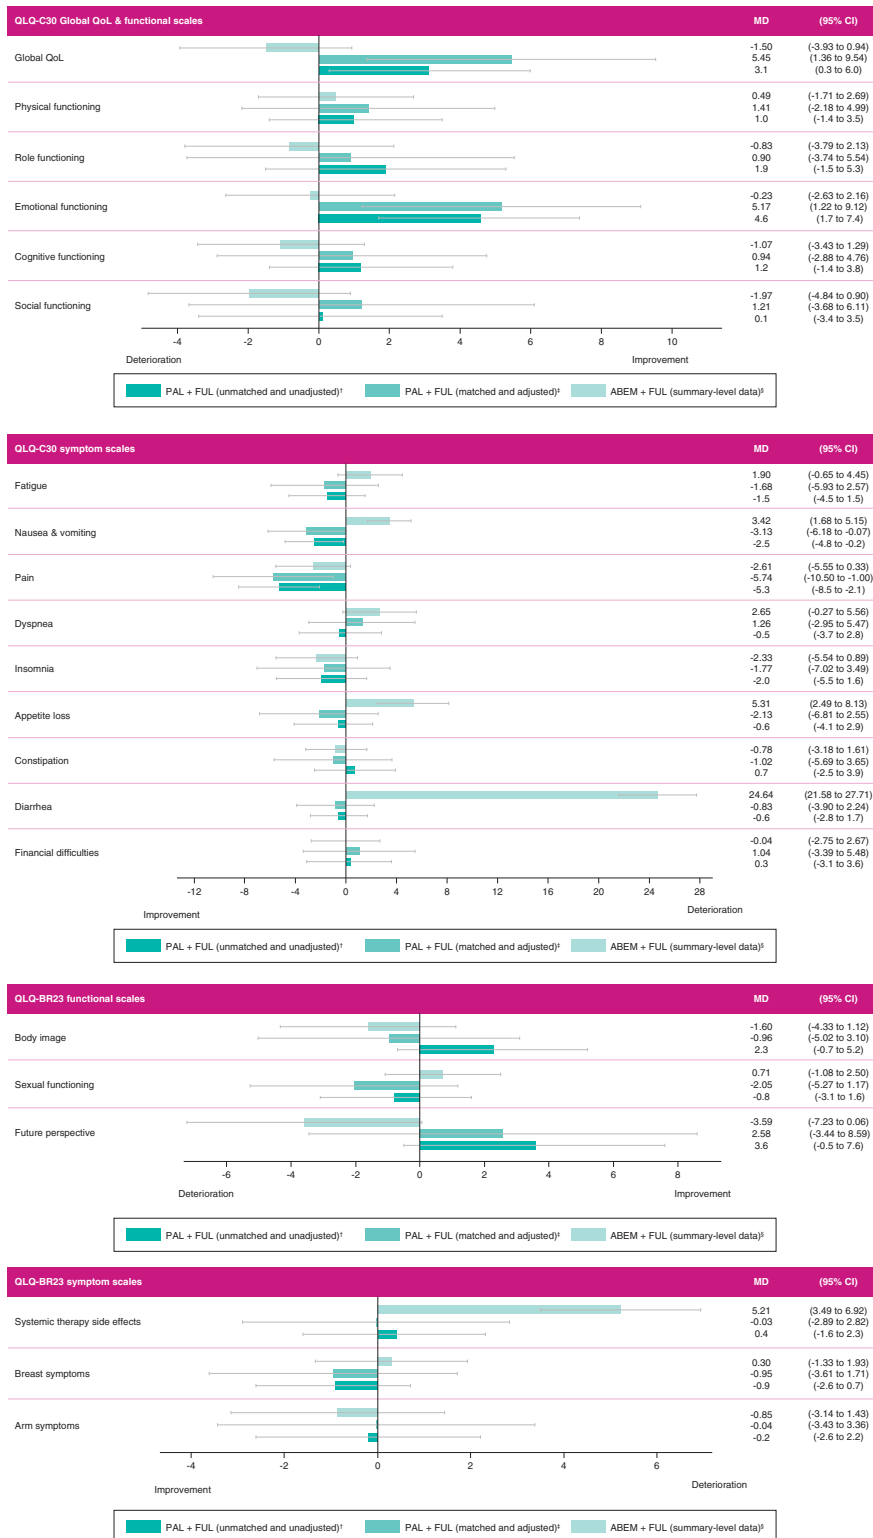 QLQ-C30 Global QoL & functional scales MD (95% CI)
-1.50 (-3.93 to 0.94)
Global QoL 5.45 (1.36 to 9.54)
3.1 (0.3 to 6.0)
0.49 (-1.71 to 2.69)
Physical functioning 1.41 (-2.18 to 4.99)
1.0 (-1.4 to 3.5)
-0.83 (-3.79 to 2.13)
Role functioning 0.90 (-3.74 to 5.54)
1.9 (-1.5 to 5.3)
-0.23 (-2.63 to 2.16)
Emotional functioning 5.17 (1.22 to 9.12)
4.6 (1.7 to 7.4)
-1.07 (-3.43 to 1.29)
Cognitive functioning 0.94 (-2.88 to 4.76)
1.2 (-1.4 to 3.8)
-1.97 (-4.84 to 0.90)
Social functioning 1.21 (-3.68 to 6.11)
0.1 (-3.4 to 3.5)
-4 -2 0 2 4 6 8 10
Deterioration Improvement
PAL + FUL (unmatched and unadjusted)† PAL + FUL (matched and adjusted)‡ ABEM + FUL (summary-level data)§
QLQ-C30 symptom scales MD (95% CI)
1.90 (-0.65 to 4.45)
Fatigue -1.68 (-5.93 to 2.57)
-1.5 (-4.5 to 1.5)
3.42 (1.68 to 5.15)
Nausea & vomiting -3.13 (-6.18 to -0.07)
-2.5 (-4.8 to -0.2)
-2.61 (-5.55 to 0.33)
Pain -5.74 (-10.50 to -1.00)
-5.3 (-8.5 to -2.1)
2.65 (-0.27 to 5.56)
Dyspnea 1.26 (-2.95 to 5.47)
-0.5 (-3.7 to 2.8)
-2.33 (-5.54 to 0.89)
Insomnia -1.77 (-7.02 to 3.49)
-2.0 (-5.5 to 1.6)
5.31 (2.49 to 8.13)
Appetite loss -2.13 (-6.81 to 2.55)
-0.6 (-4.1 to 2.9)
-0.78 (-3.18 to 1.61)
Constipation -1.02 (-5.69 to 3.65)
0.7 (-2.5 to 3.9)
24.64 (21.58 to 27.71)
Diarrhea -0.83 (-3.90 to 2.24)
-0.6 (-2.8 to 1.7)
-0.04 (-2.75 to 2.67)
Financial difficulties 1.04 (-3.39 to 5.48)
0.3 (-3.1 to 3.6)
-12 -8 -4 0 4 8 12 16 20 24 28
Improvement Deterioration
PAL + FUL (unmatched and unadjusted)† PAL + FUL (matched and adjusted)‡ ABEM + FUL (summary-level data)§
QLQ-BR23 functional scales MD (95% CI)
-1.60 (-4.33 to 1.12)
Body image -0.96 (-5.02 to 3.10)
2.3 (-0.7 to 5.2)
0.71 (-1.08 to 2.50)
Sexual functioning -2.05 (-5.27 to 1.17)
-0.8 (-3.1 to 1.6)
-3.59 (-7.23 to 0.06)
Future perspective 2.58 (-3.44 to 8.59)
3.6 (-0.5 to 7.6)
-6 -4 -2 0 2 4 6 8
Deterioration Improvement
PAL + FUL (unmatched and unadjusted)† PAL + FUL (matched and adjusted)‡ ABEM + FUL (summary-level data)§
QLQ-BR23 symptom scales MD (95% CI)
5.21 (3.49 to 6.92)
Systemic therapy side effects -0.03 (-2.89 to 2.82)
0.4 (-1.6 to 2.3)
0.30 (-1.33 to 1.93)
Breast symptoms -0.95 (-3.61 to 1.71)
-0.9 (-2.6 to 0.7)
-0.85 (-3.14 to 1.43)
Arm symptoms -0.04 (-3.43 to 3.36)
-0.2 (-2.6 to 2.2)
-4 -2 0 2 4 6
Improvement Deterioration
PAL + FUL (unmatched and unadjusted)† PAL + FUL (matched and adjusted)‡ ABEM + FUL (summary-level data)§